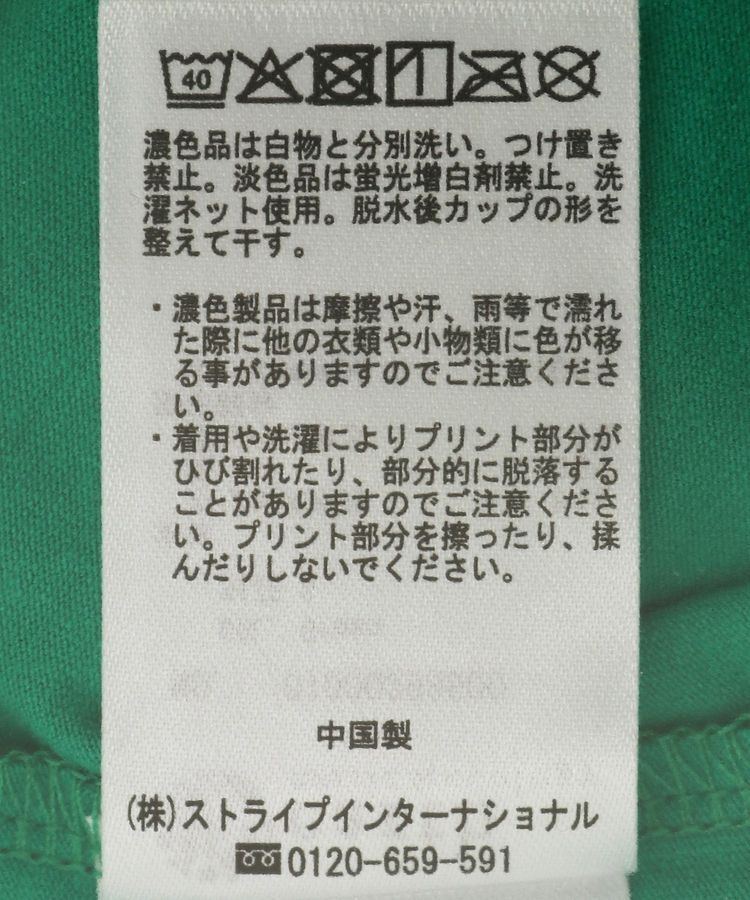 40
濃色品は白物と分別洗い。つけ置き
禁止。淡色品は蛍光増白剤禁止。洗
濯ネット使用。脱水後カップの形を
整えて干す。
・濃色製品は摩擦や汗、雨等で濡れ
た際に他の衣類や小物類に色が移
る事がありますのでご注意くださ
い。
・着用や洗濯によりプリント部分が
ひび割れたり、部分的に脱落する
ことがありますのでご注意くださ
い。プリント部分を擦ったり、揉
んだりしないでください。
中国製
(株)ストライプインターナショナル
0120-659-591